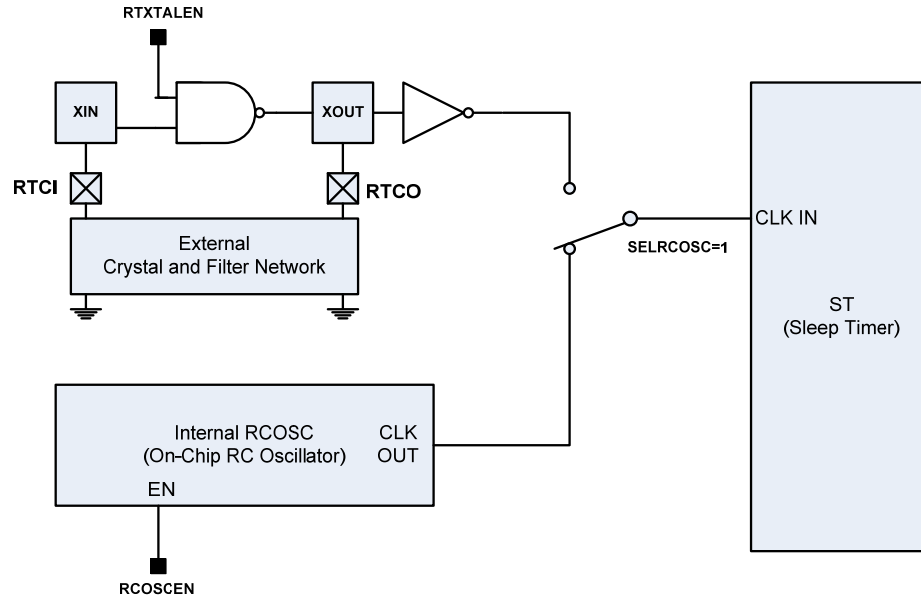 RTXTALEN
XIN
XOUT
RTCI
RTCO
External
Crystal and Filter Network
CLK IN
SELRCOSC=1
ST
(Sleep Timer)
Internal RCOSC
(On-Chip RC Oscillator)
CLK
OUT
EN
RCOSCEN